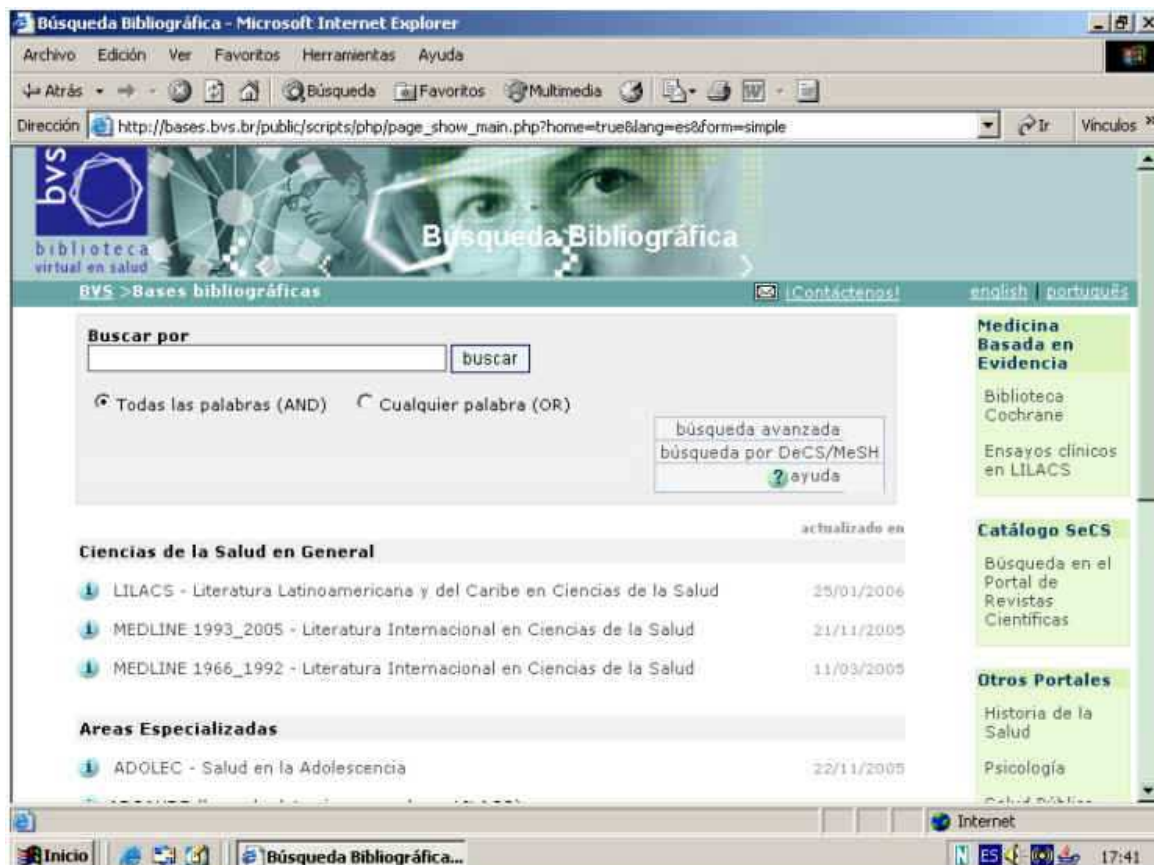 Búsqueda Bibliográfica - Microsoft Internet Explorer
Archivo Edición Ver Favoritos Herramientas Ayuda
Atrás Búsqueda Favoritos Multimedia
Dirección http://bases.bvs.br/public/scripts/php/page_show_main.php?home=true&lang=es&form=simple Ir Vínculos »
bvs
biblioteca
virtual en salud
Búsqueda Bibliográfica
BVS >Bases bibliográficas ¡Contáctenos! english | português
Buscar por
buscar
Todas las palabras (AND) Cualquier palabra (OR)
búsqueda avanzada
búsqueda por DeCS/MeSH
? ayuda
actualizado en
Ciencias de la Salud en General
LILACS - Literatura Latinoamericana y del Caribe en Ciencias de la Salud 25/01/2006
MEDLINE 1993_2005 - Literatura Internacional en Ciencias de la Salud 21/11/2005
MEDLINE 1966_1992 - Literatura Internacional en Ciencias de la Salud 11/03/2005
Areas Especializadas
ADOLEC - Salud en la Adolescencia 22/11/2005
Medicina
Basada en
Evidencia
Biblioteca
Cochrane
Ensayos clínicos
en LILACS
Catálogo SeCS
Búsqueda en el
Portal de
Revistas
Científicas
Otros Portales
Historia de la
Salud
Psicología
Internet
Inicio Búsqueda Bibliográfica... N ES 17:41